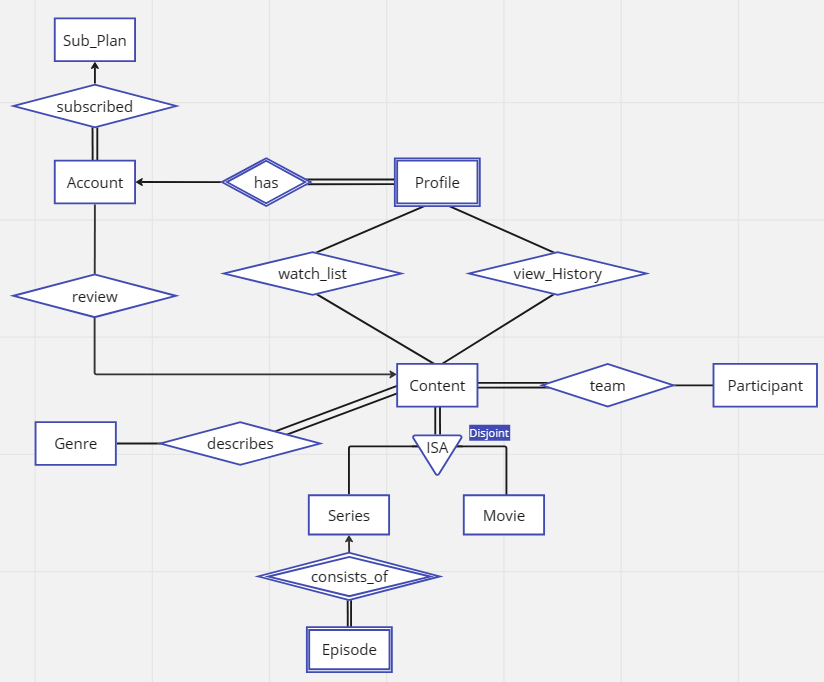 Sub_Plan
subscribed
Account
has
Profile
watch_list
view_History
review
Content
team
Participant
Genre
describes
Disjoint
ISA
Series
Movie
consists_of
Episode